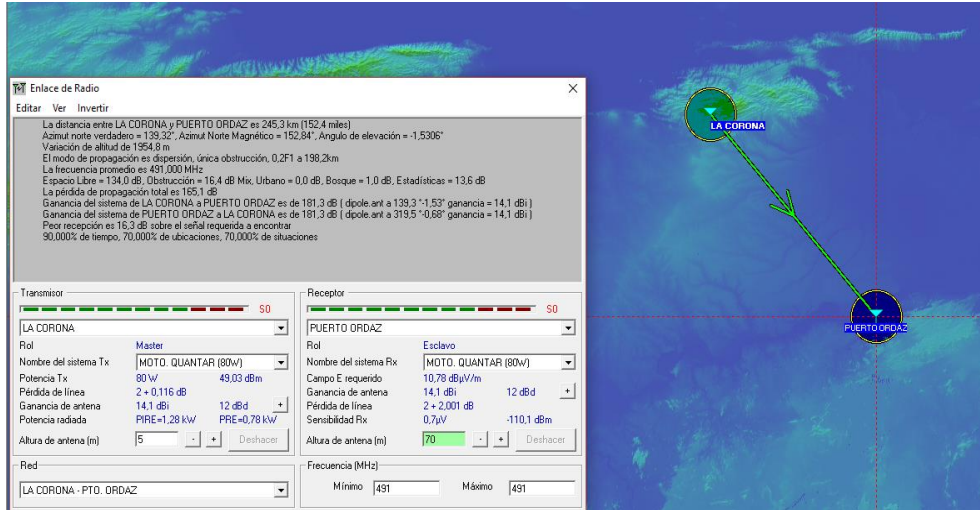 Enlace de Radio
Editar Ver Invertir
La distancia entre LA CORONA y PUERTO ORDAZ es 245,3 km (152,4 miles)
Azimut norte verdadero = 139,32°, Azimut Norte Magnético = 152,84°, Angulo de elevación = -1,5306°
Variación de altitud de 1954,8 m
El modo de propagación es dispersión, única obstrucción, 0,2F1 a 198,2km
La frecuencia promedio es 491,000 MHz
Espacio Libre = 134,0 dB, Obstrucción = 16,4 dB Mix, Urbano = 0,0 dB, Bosque = 1,0 dB, Estadísticas = 13,6 dB
La pérdida de propagación total es 165,1 dB
Ganancia del sistema de LA CORONA a PUERTO ORDAZ es de 181,3 dB ( dipole.ant a 139,3° -1,53° ganancia = 14,1 dBi )
Ganancia del sistema de PUERTO ORDAZ a LA CORONA es de 181,3 dB ( dipole.ant a 319,5° -0,68° ganancia = 14,1 dBi )
Peor recepción es 16,3 dB sobre el señal requerida a encontrar
90,000% de tiempo, 70,000% de ubicaciones, 70,000% de situaciones
Transmisor
S0
LA CORONA
Rol Master
Nombre del sistema Tx MOTO. QUANTAR (80W)
Potencia Tx 80 W 49,03 dBm
Pérdida de línea 2 + 0,116 dB
Ganancia de antena 14,1 dBi 12 dBd +
Potencia radiada PIRE=1,28 kW PRE=0,78 kW
Altura de antena (m) 5 - + Deshacer
Receptor
S0
PUERTO ORDAZ
Rol Esclavo
Nombre del sistema Rx MOTO. QUANTAR (80W)
Campo E requerido 10,78 dBµV/m
Ganancia de antena 14,1 dBi 12 dBd +
Pérdida de línea 2 + 2,001 dB
Sensibilidad Rx 0,7µV -110,1 dBm
Altura de antena (m) 70 - + Deshacer
Red
LA CORONA - PTO. ORDAZ
Frecuencia (MHz)
Mínimo 491 Máximo 491
LA CORONA
PUERTO ORDAZ